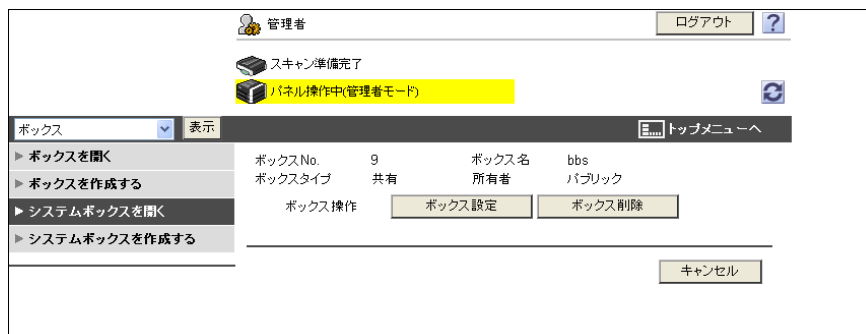 管理者 ログアウト ?
スキャン準備完了
パネル操作中(管理者モード)
ボックス 表示 トップメニューへ
ボックスを開く
ボックスを作成する
システムボックスを開く
システムボックスを作成する
ボックスNo. 9 ボックス名 bbs
ボックスタイプ 共有 所有者 パブリック
ボックス操作 ボックス設定 ボックス削除
キャンセル